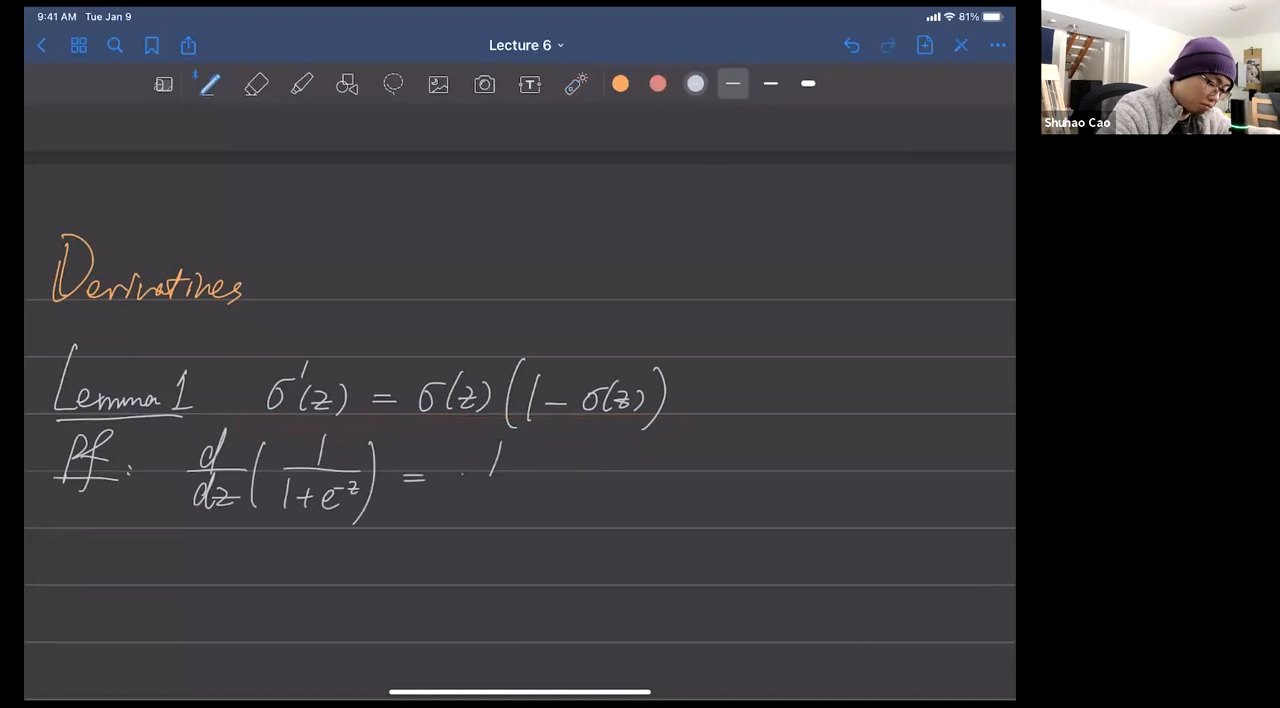 9:41 AM Tue Jan 9
81%
Lecture 6
Shuhao Cao
Derivatives
Lemma 1 σ'(z) = σ(z)(1 - σ(z))
Pf: d/dz (1/(1+e^{-z})) = 1